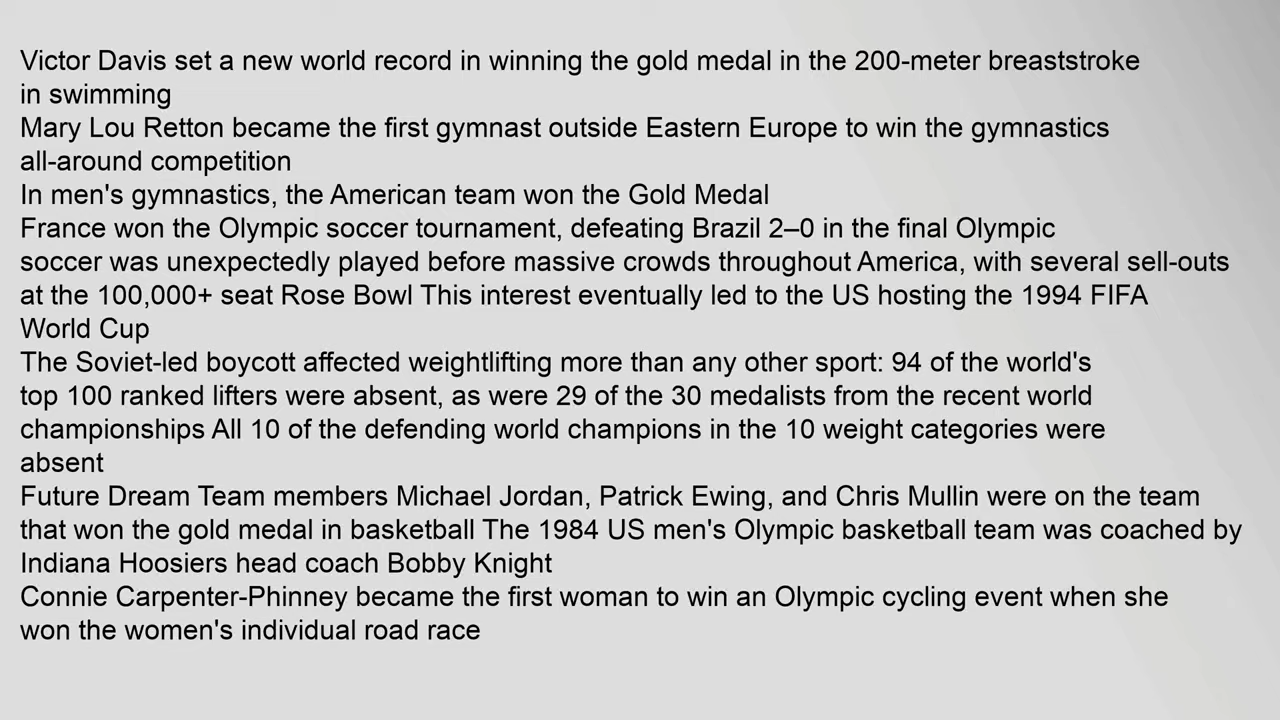 Victor Davis set a new world record in winning the gold medal in the 200-meter breaststroke
in swimming
Mary Lou Retton became the first gymnast outside Eastern Europe to win the gymnastics
all-around competition
In men's gymnastics, the American team won the Gold Medal
France won the Olympic soccer tournament, defeating Brazil 2–0 in the final Olympic
soccer was unexpectedly played before massive crowds throughout America, with several sell-outs
at the 100,000+ seat Rose Bowl This interest eventually led to the US hosting the 1994 FIFA
World Cup
The Soviet-led boycott affected weightlifting more than any other sport: 94 of the world's
top 100 ranked lifters were absent, as were 29 of the 30 medalists from the recent world
championships All 10 of the defending world champions in the 10 weight categories were
absent
Future Dream Team members Michael Jordan, Patrick Ewing, and Chris Mullin were on the team
that won the gold medal in basketball The 1984 US men's Olympic basketball team was coached by
Indiana Hoosiers head coach Bobby Knight
Connie Carpenter-Phinney became the first woman to win an Olympic cycling event when she
won the women's individual road race